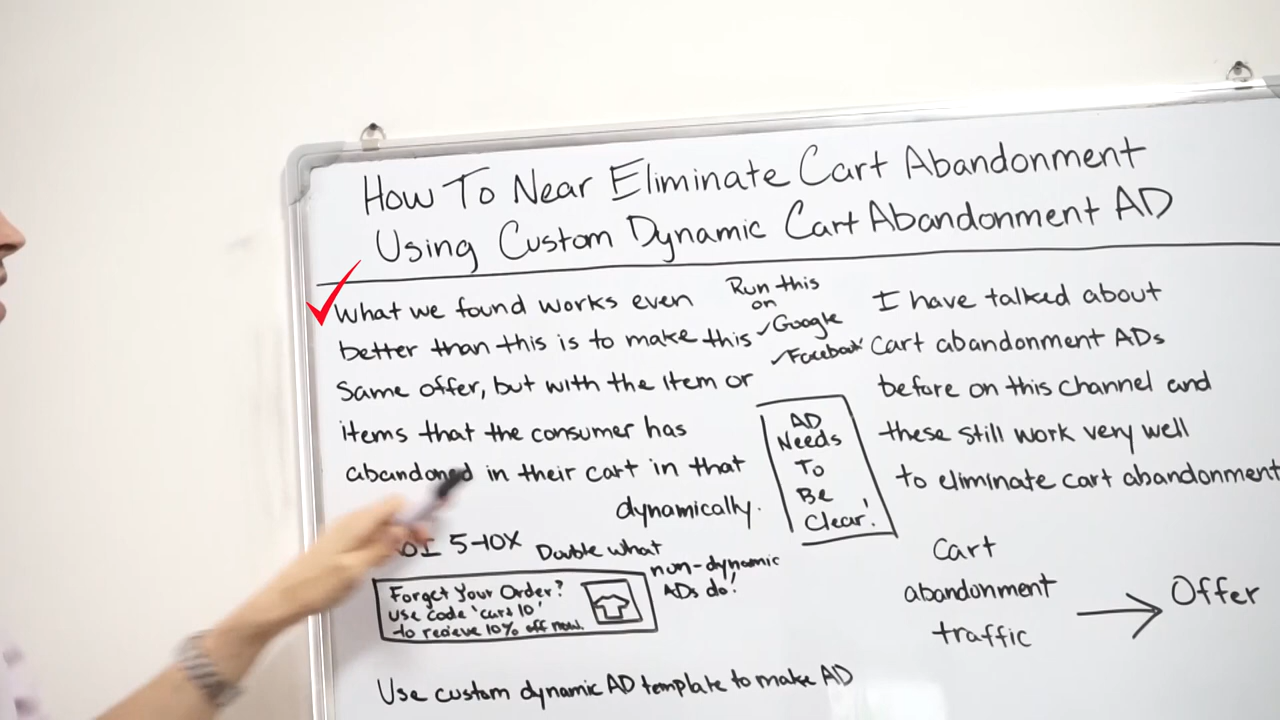 How To Near Eliminate Cart Abandonment
Using Custom Dynamic Cart Abandonment AD
What we found works even
better than this is to make this
Same offer, but with the item or
items that the consumer has
abandoned in their cart in that
dynamically.
Run this
on
✓Google
✓Facebook
AD
Needs
To
Be
Clear!
5-10X Double what
non-dynamic
ADs do!
Forget Your Order?
Use code 'cart 10'
to recieve 10% off now.
Use custom dynamic AD template to make AD
I have talked about
Cart abandonment ADs
before on this channel and
these still work very well
to eliminate cart abandonment
Cart
abandonment
traffic
→ Offer